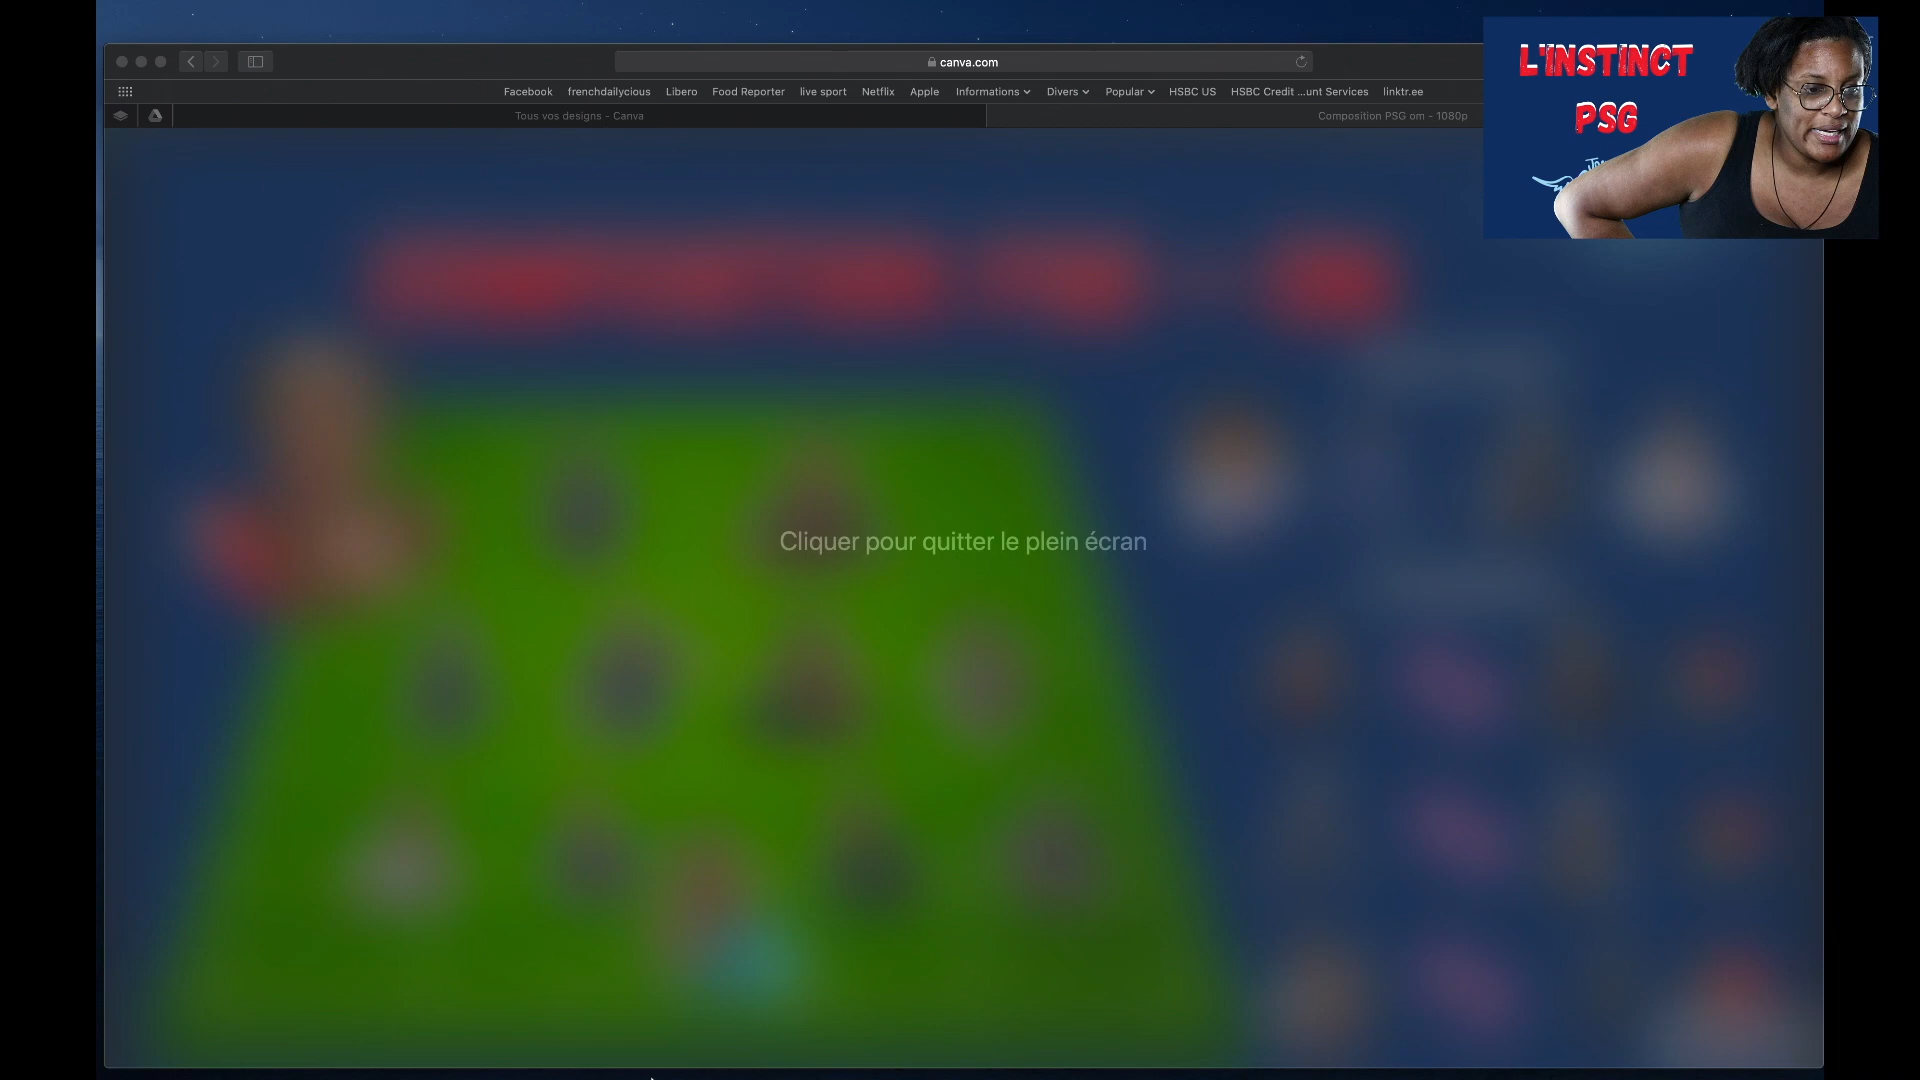 canva.com
Facebook frenchdailycious Libero Food Reporter live sport Netflix Apple Informations Divers Popular HSBC US HSBC Credit ...unt Services linktr.ee
Tous vos designs - Canva
Composition PSG om - 1080p
L'INSTINCT
PSG
Cliquer pour quitter le plein écran